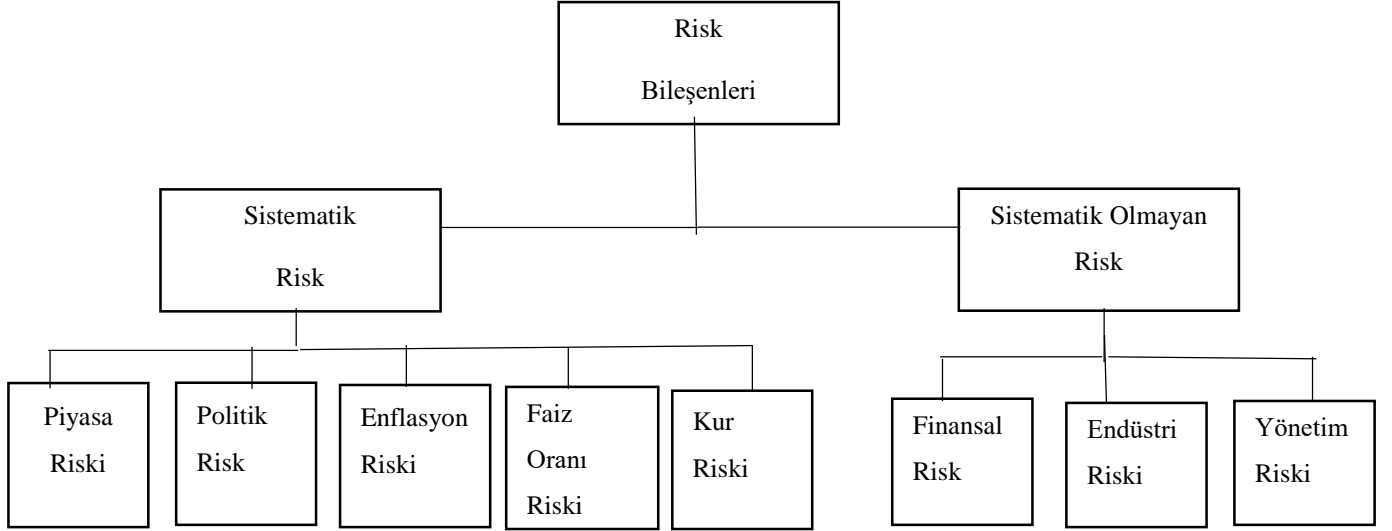 Risk
Bileşenleri
Sistematik
Risk
Sistematik Olmayan
Risk
Piyasa
Riski
Politik
Risk
Enflasyon
Riski
Faiz
Oranı
Riski
Kur
Riski
Finansal
Risk
Endüstri
Riski
Yönetim
Riski